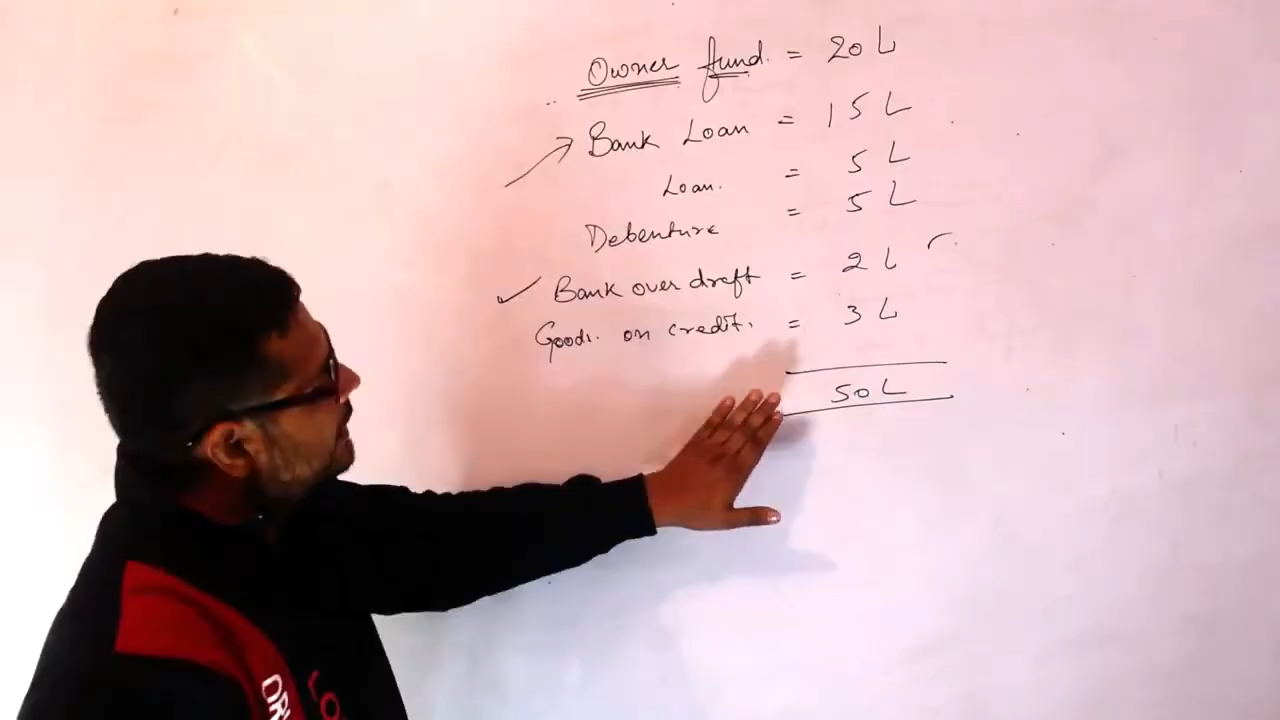 Owner fund. = 20 L
Bank Loan = 15 L
Loan. = 5 L
Debenture = 5 L
Bank over draft = 2 L
Goods. on credit. = 3 L
50 L